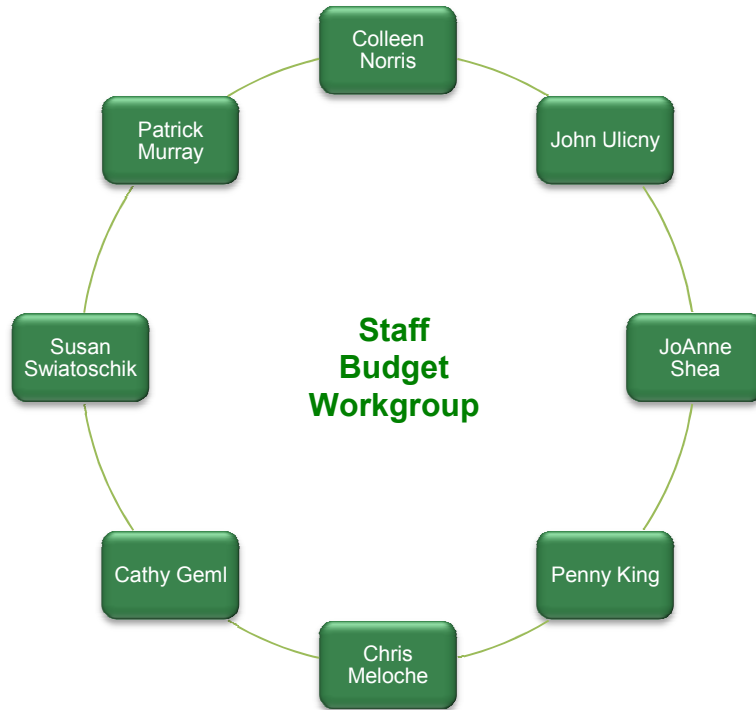 Colleen
Norris
John Ulicny
JoAnne
Shea
Penny King
Chris
Meloche
Cathy Geml
Susan
Swiatoschik
Patrick
Murray
Staff
Budget
Workgroup